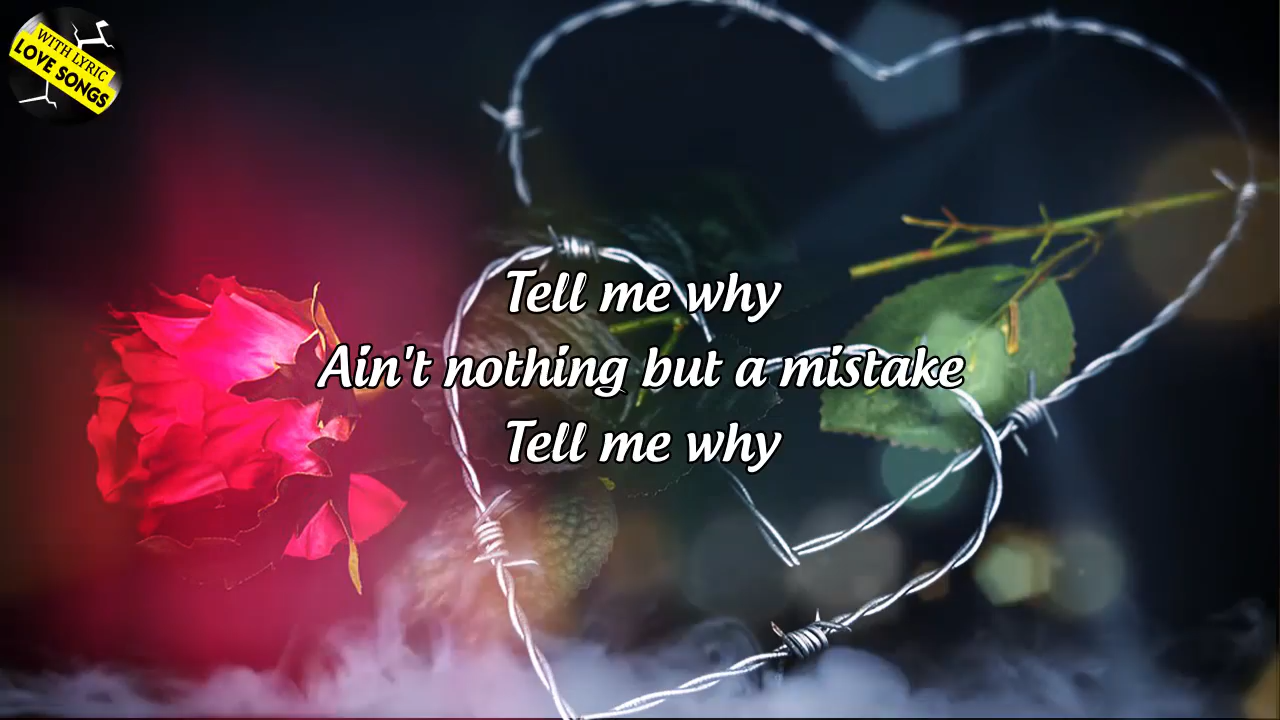 WITH LYRIC
LOVE SONGS
Tell me why
Ain't nothing but a mistake
Tell me why